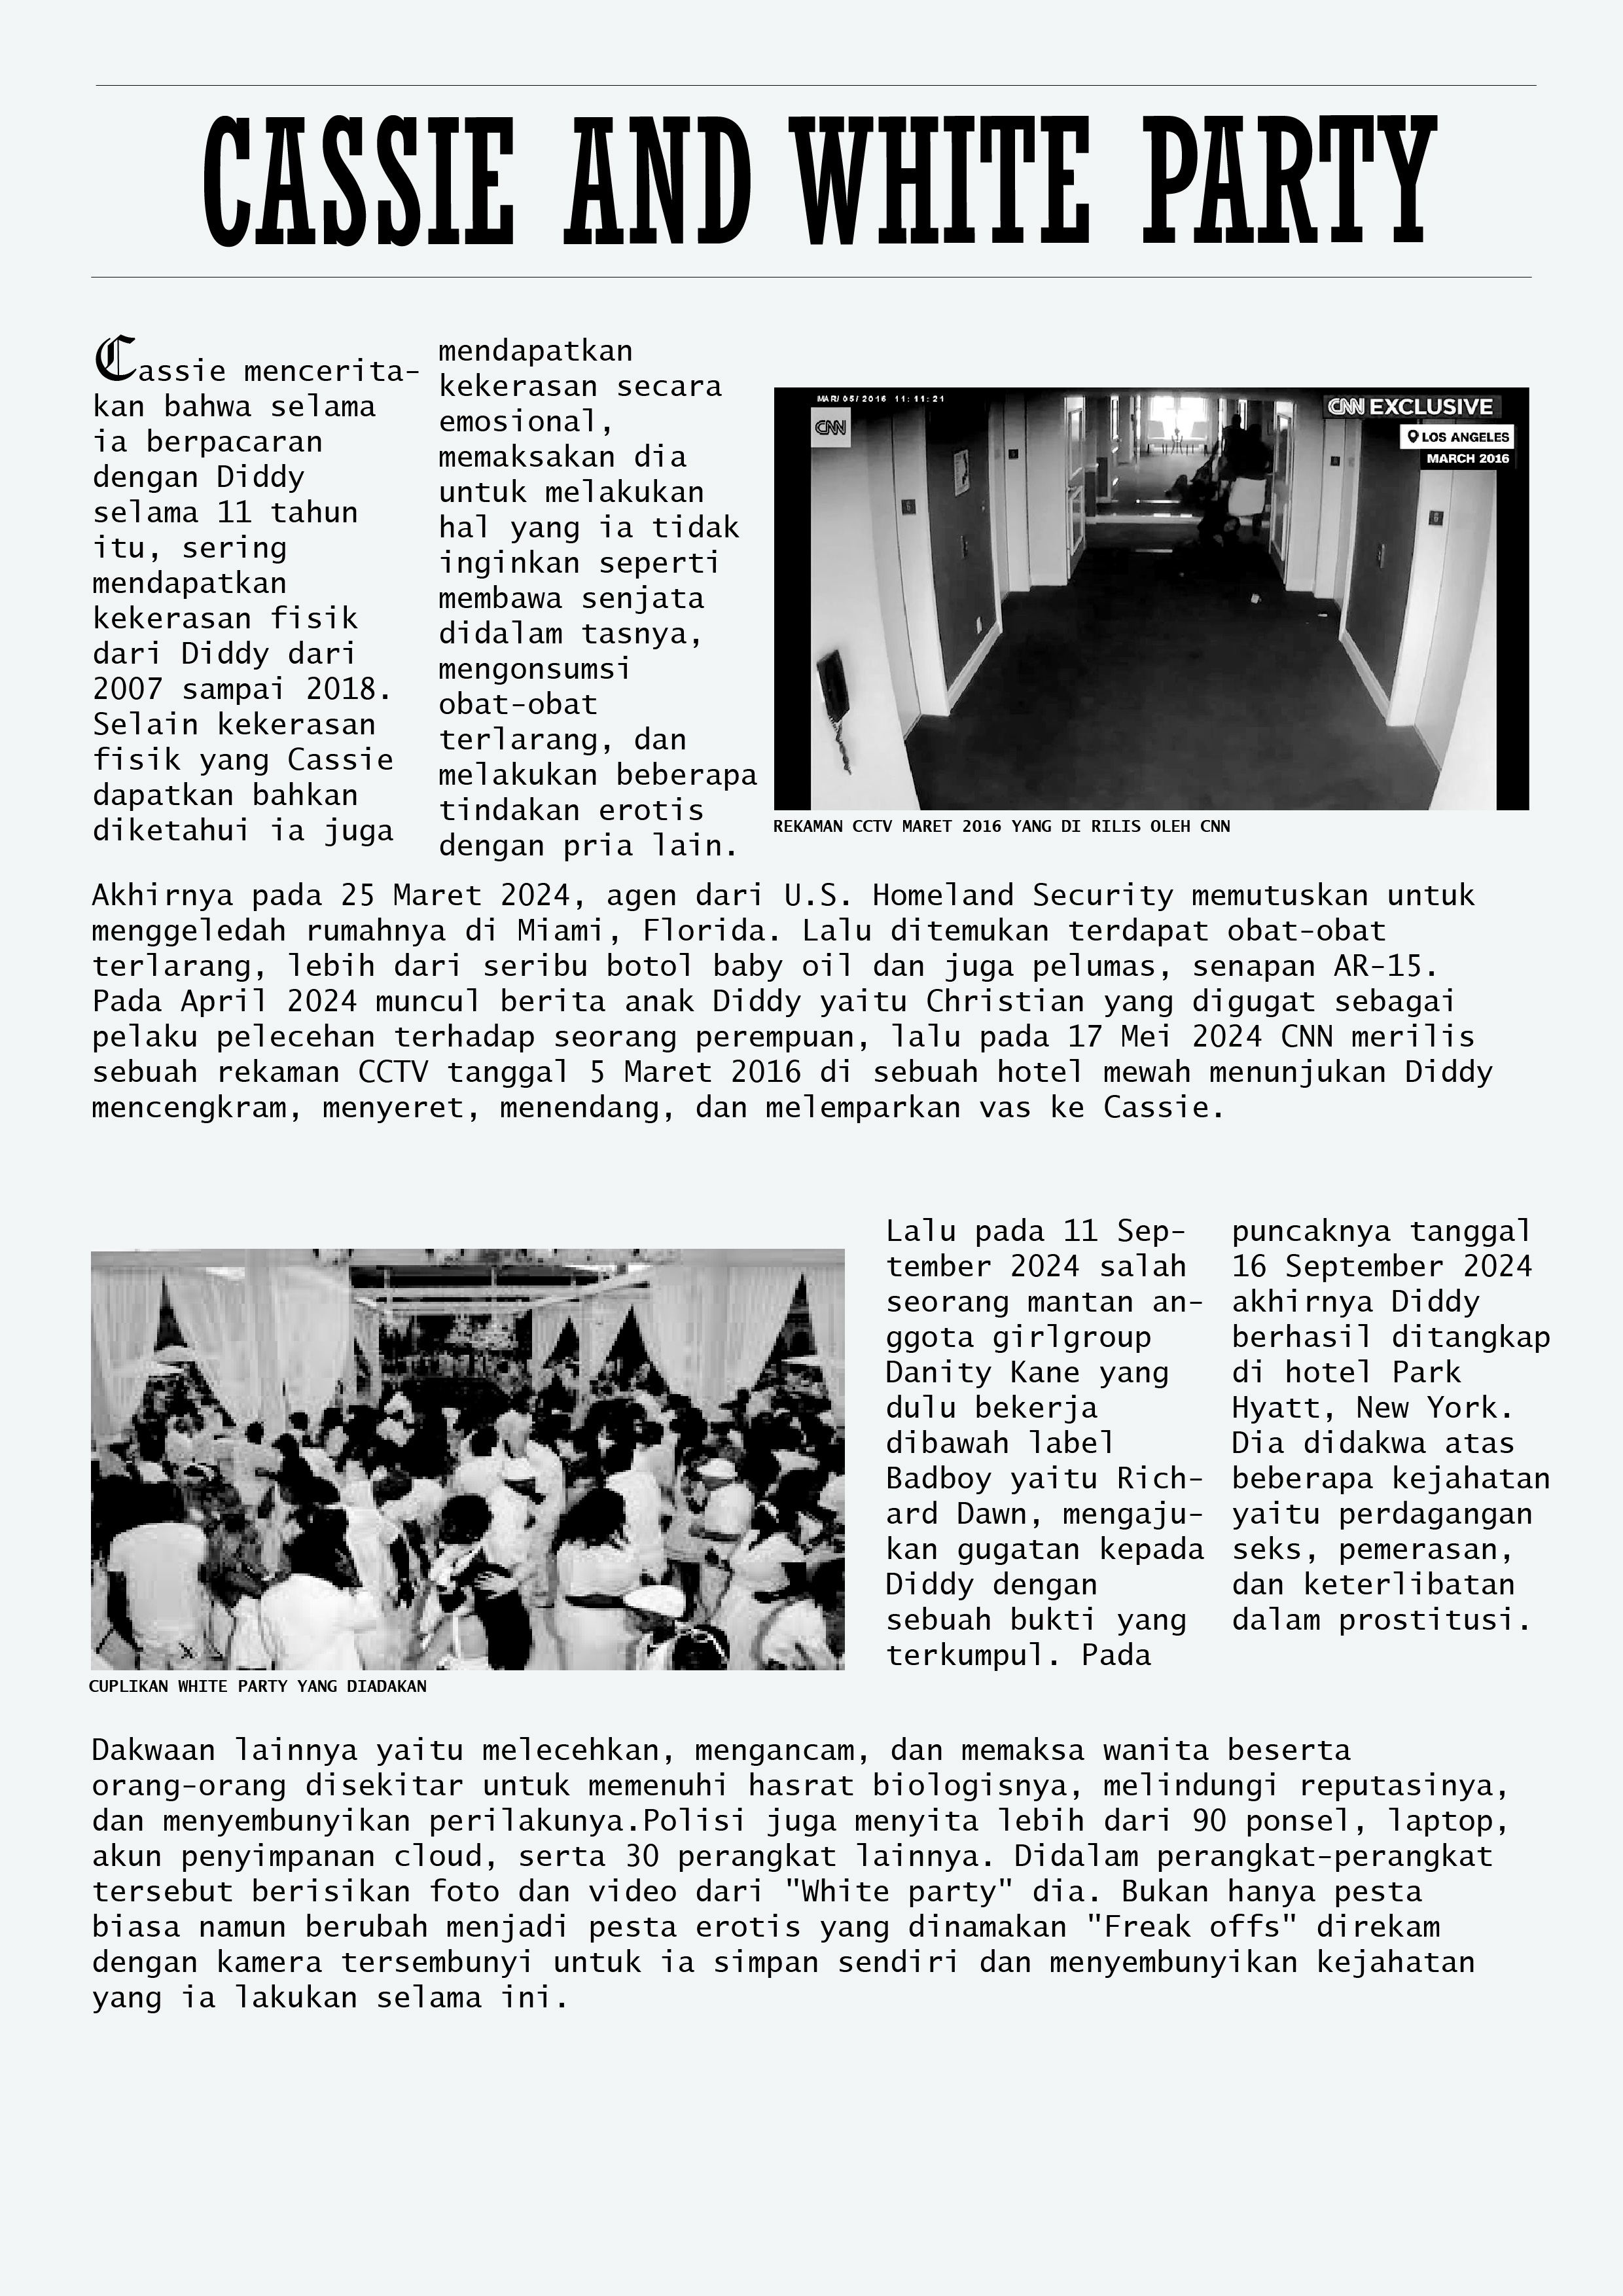 CASSIE AND WHITE PARTY
Cassie mencerita-
kan bahwa selama
ia berpacaran
dengan Diddy
selama 11 tahun
itu, sering
mendapatkan
kekerasan fisik
dari Diddy dari
2007 sampai 2018.
Selain kekerasan
fisik yang Cassie
dapatkan bahkan
diketahui ia juga
mendapatkan
kekerasan secara
emosional,
memaksakan dia
untuk melakukan
hal yang ia tidak
inginkan seperti
membawa senjata
didalam tasnya,
mengonsumsi
obat-obat
terlarang, dan
melakukan beberapa
tindakan erotis
dengan pria lain.
MAR/05/2016 11:11:21
CNN
CNN EXCLUSIVE
LOS ANGELES
MARCH 2016
REKAMAN CCTV MARET 2016 YANG DI RILIS OLEH CNN
Akhirnya pada 25 Maret 2024, agen dari U.S. Homeland Security memutuskan untuk
menggeledah rumahnya di Miami, Florida. Lalu ditemukan terdapat obat-obat
terlarang, lebih dari seribu botol baby oil dan juga pelumas, senapan AR-15.
Pada April 2024 muncul berita anak Diddy yaitu Christian yang digugat sebagai
pelaku pelecehan terhadap seorang perempuan, lalu pada 17 Mei 2024 CNN merilis
sebuah rekaman CCTV tanggal 5 Maret 2016 di sebuah hotel mewah menunjukan Diddy
mencengkram, menyeret, menendang, dan melemparkan vas ke Cassie.
CUPLIKAN WHITE PARTY YANG DIADAKAN
Lalu pada 11 Sep-
tember 2024 salah
seorang mantan an-
ggota girlgroup
Danity Kane yang
dulu bekerja
dibawah label
Badboy yaitu Rich-
ard Dawn, mengaju-
kan gugatan kepada
Diddy dengan
sebuah bukti yang
terkumpul. Pada
puncaknya tanggal
16 September 2024
akhirnya Diddy
berhasil ditangkap
di hotel Park
Hyatt, New York.
Dia didakwa atas
beberapa kejahatan
yaitu perdagangan
seks, pemerasan,
dan keterlibatan
dalam prostitusi.
Dakwaan lainnya yaitu melecehkan, mengancam, dan memaksa wanita beserta
orang-orang disekitar untuk memenuhi hasrat biologisnya, melindungi reputasinya,
dan menyembunyikan perilakunya.Polisi juga menyita lebih dari 90 ponsel, laptop,
akun penyimpanan cloud, serta 30 perangkat lainnya. Didalam perangkat-perangkat
tersebut berisikan foto dan video dari "White party" dia. Bukan hanya pesta
biasa namun berubah menjadi pesta erotis yang dinamakan "Freak offs" direkam
dengan kamera tersembunyi untuk ia simpan sendiri dan menyembunyikan kejahatan
yang ia lakukan selama ini.